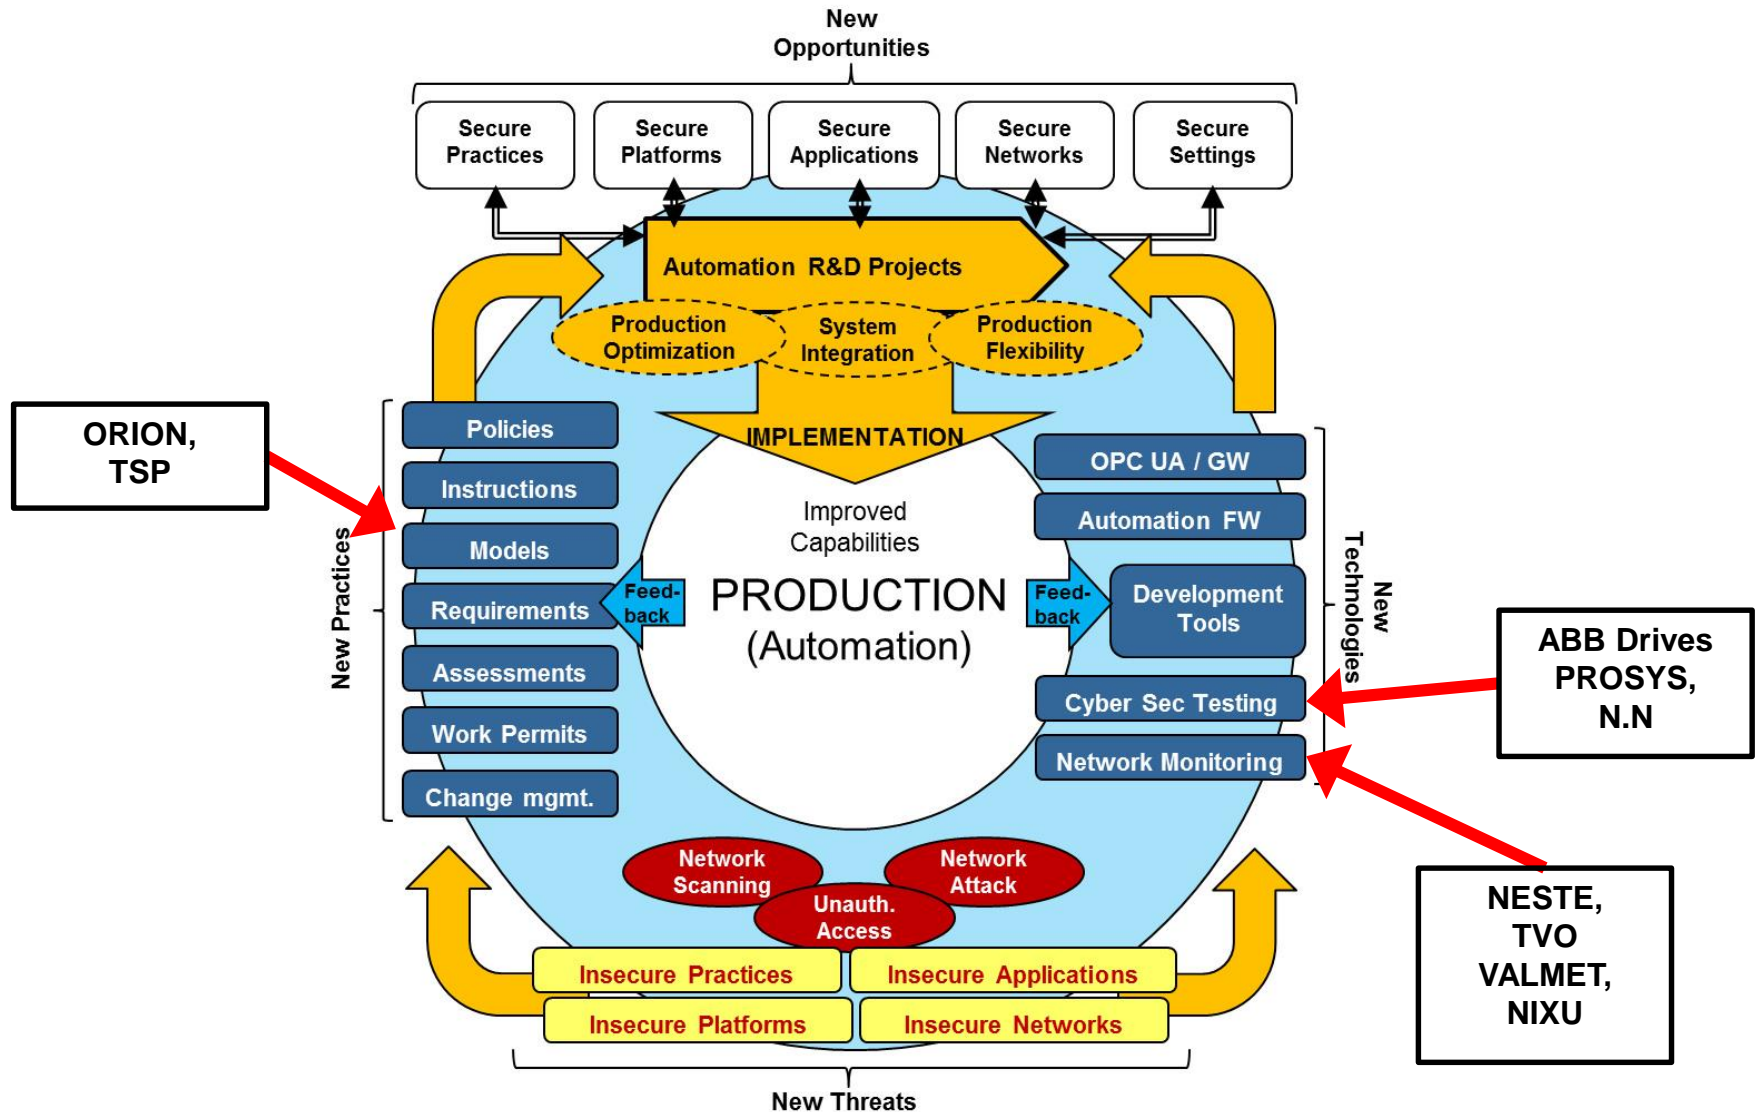 New
Opportunities
Secure
Practices
Secure
Platforms
Secure
Applications
Secure
Networks
Secure
Settings
Automation R&D Projects
Production
Optimization
System
Integration
Production
Flexibility
IMPLEMENTATION
ORION,
TSP
New Practices
Policies
Instructions
Models
Requirements
Assessments
Work Permits
Change mgmt.
Improved
Capabilities
PRODUCTION
(Automation)
Feed-
back
Feed-
back
OPC UA / GW
Automation FW
Development
Tools
Cyber Sec Testing
Network Monitoring
New
Technologies
ABB Drives
PROSYS,
N.N
NESTE,
TVO
VALMET,
NIXU
Network
Scanning
Network
Attack
Unauth.
Access
Insecure Practices
Insecure Applications
Insecure Platforms
Insecure Networks
New Threats